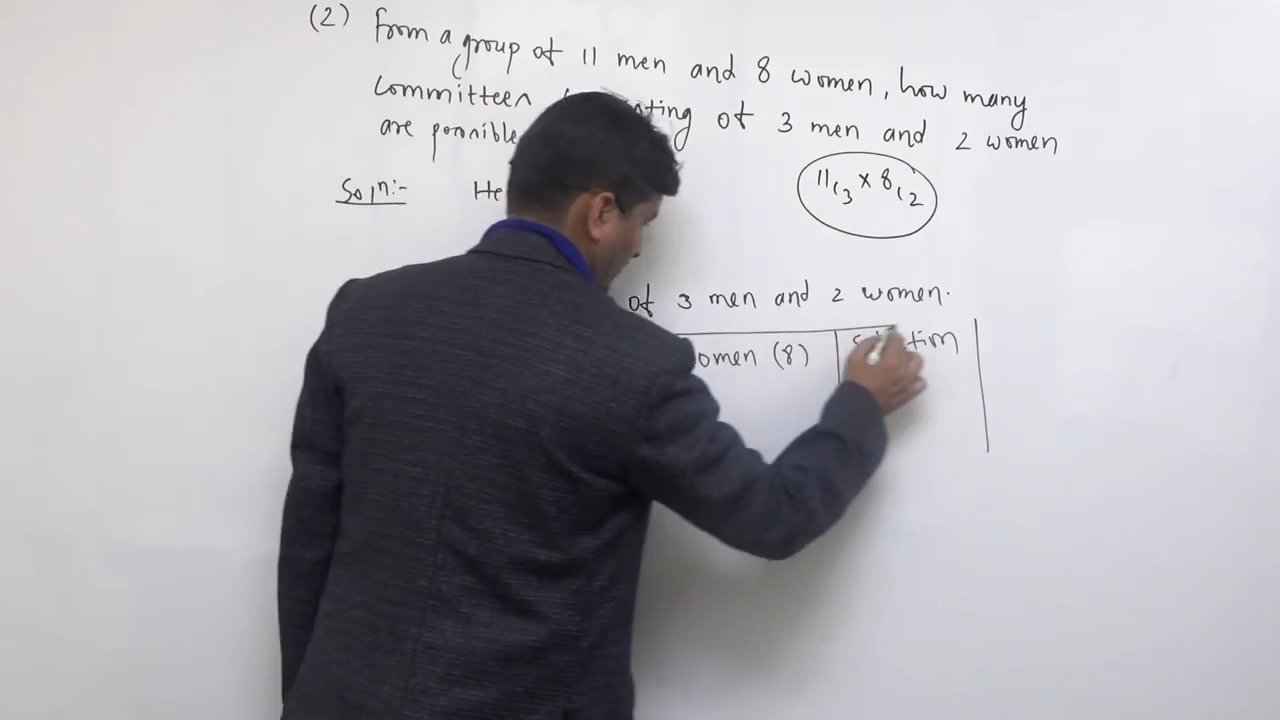 (2) From a group of 11 men and 8 women, how many
committees ting of 3 men and 2 women
are possible
11c3 x 8c2
Soln:- He
of 3 men and 2 women.
omen (8)